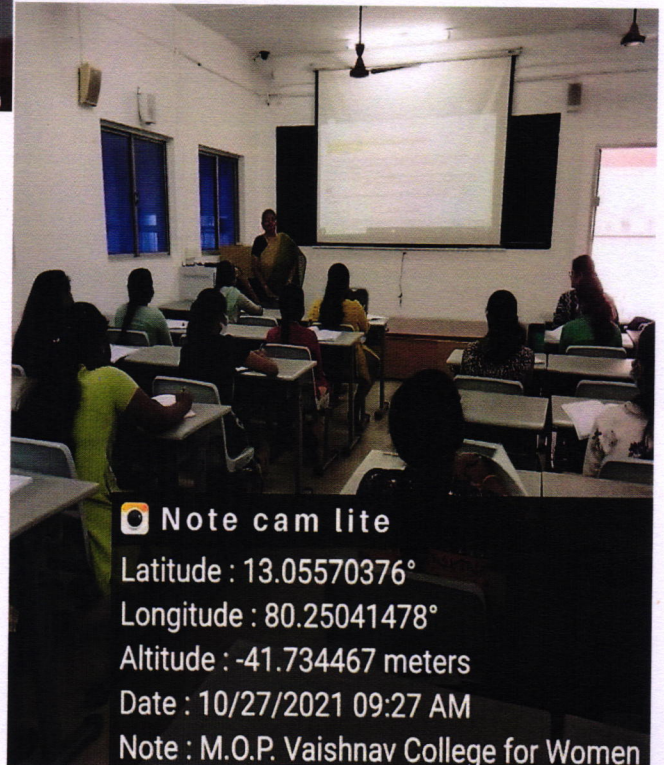 Note cam lite
Latitude : 13.05570376°
Longitude : 80.25041478°
Altitude : -41.734467 meters
Date : 10/27/2021 09:27 AM
Note : M.O.P. Vaishnav College for Women